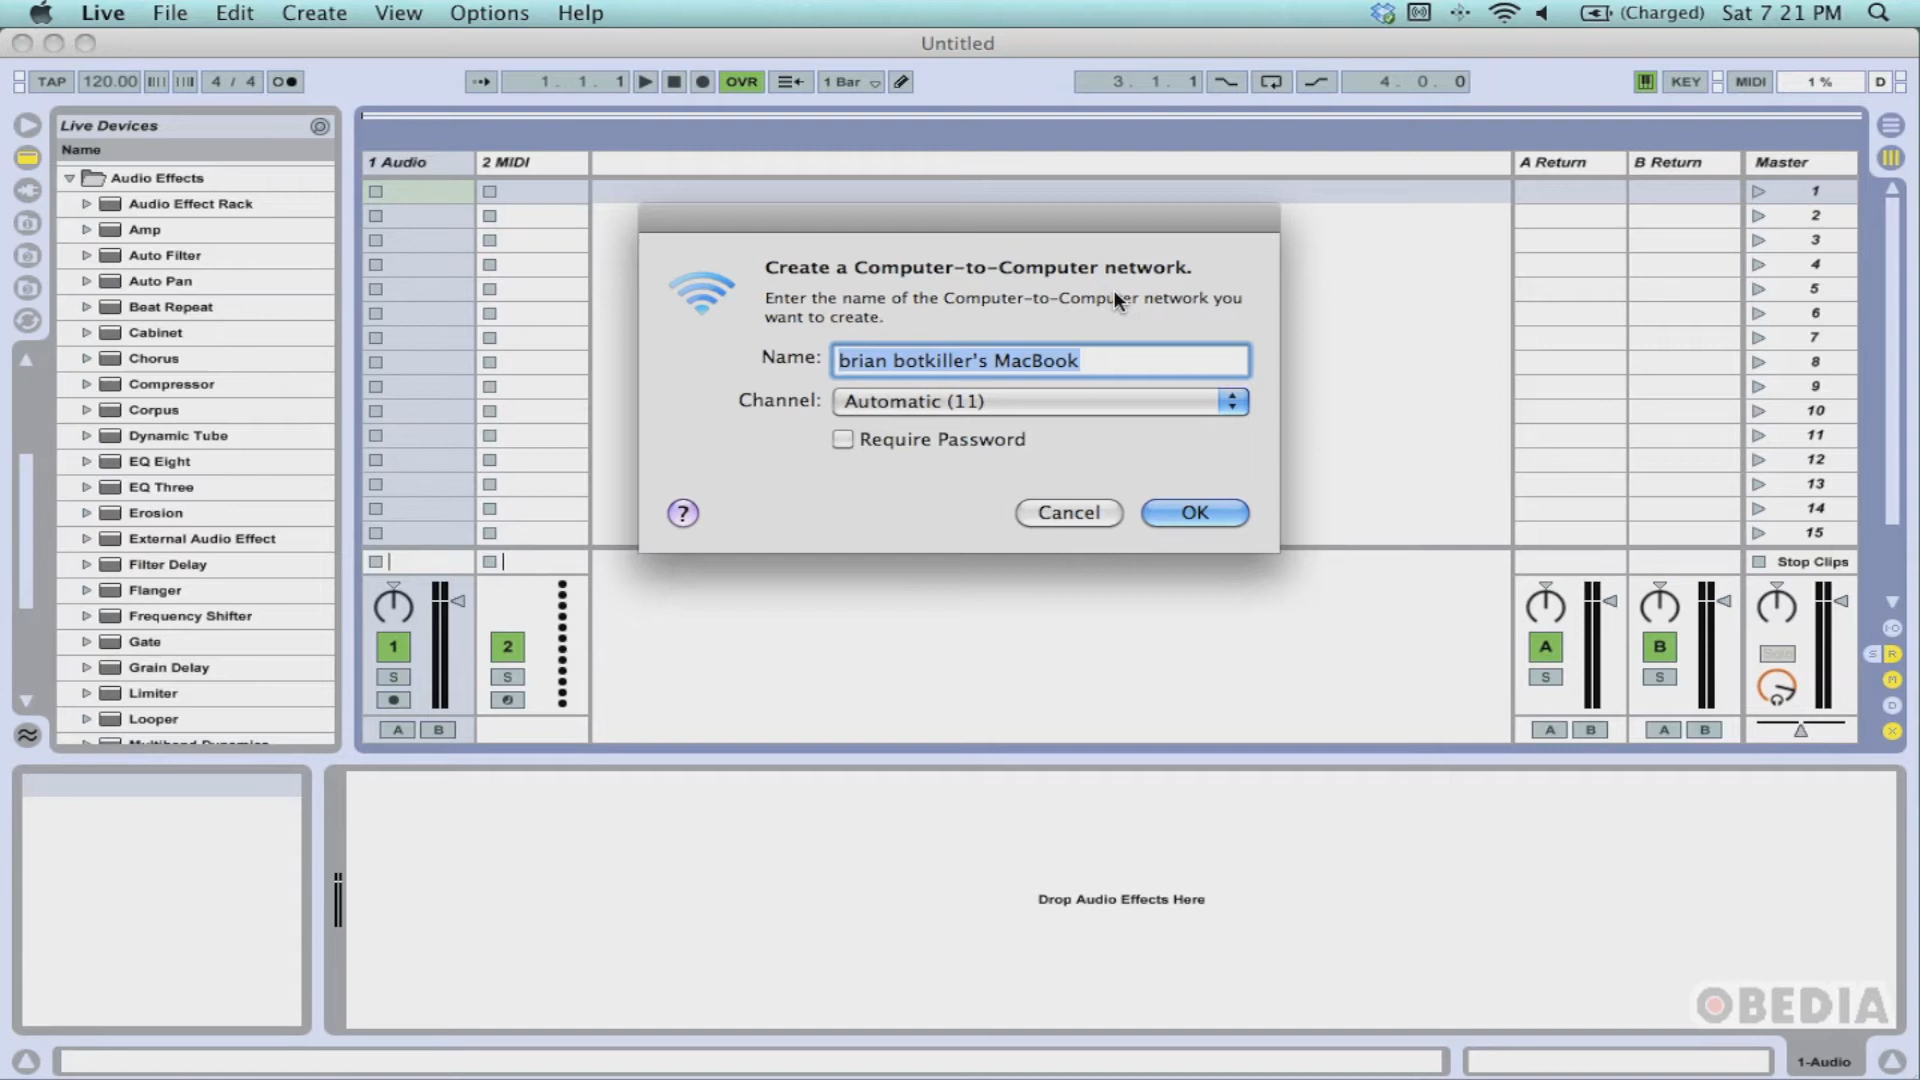 Live File Edit Create View Options Help (Charged) Sat 7 21 PM
Untitled
TAP 120.00 4 / 4 1. 1. 1 OVR 1 Bar 3. 1. 1 4. 0. 0 KEY MIDI 1 % D
Live Devices
Name
Audio Effects
Audio Effect Rack
Amp
Auto Filter
Auto Pan
Beat Repeat
Cabinet
Chorus
Compressor
Corpus
Dynamic Tube
EQ Eight
EQ Three
Erosion
External Audio Effect
Filter Delay
Flanger
Frequency Shifter
Gate
Grain Delay
Limiter
Looper
Multiband Dynamics
1 Audio 2 MIDI A Return B Return Master
1
2
3
4
5
6
7
8
9
10
11
12
13
14
15
Stop Clips
Create a Computer-to-Computer network.
Enter the name of the Computer-to-Computer network you
want to create.
Name: brian botkiller's MacBook
Channel: Automatic (11)
Require Password
? Cancel OK
1 2 A B
S S S S Solo
A B A B A B
I-O
S R
M
D
X
Drop Audio Effects Here
OBEDIA
1-Audio